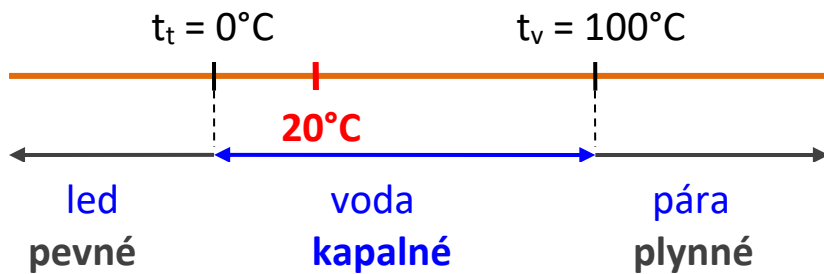 tₜ = 0°C tᵥ = 100°C
20°C
led voda pára
pevné kapalné plynné